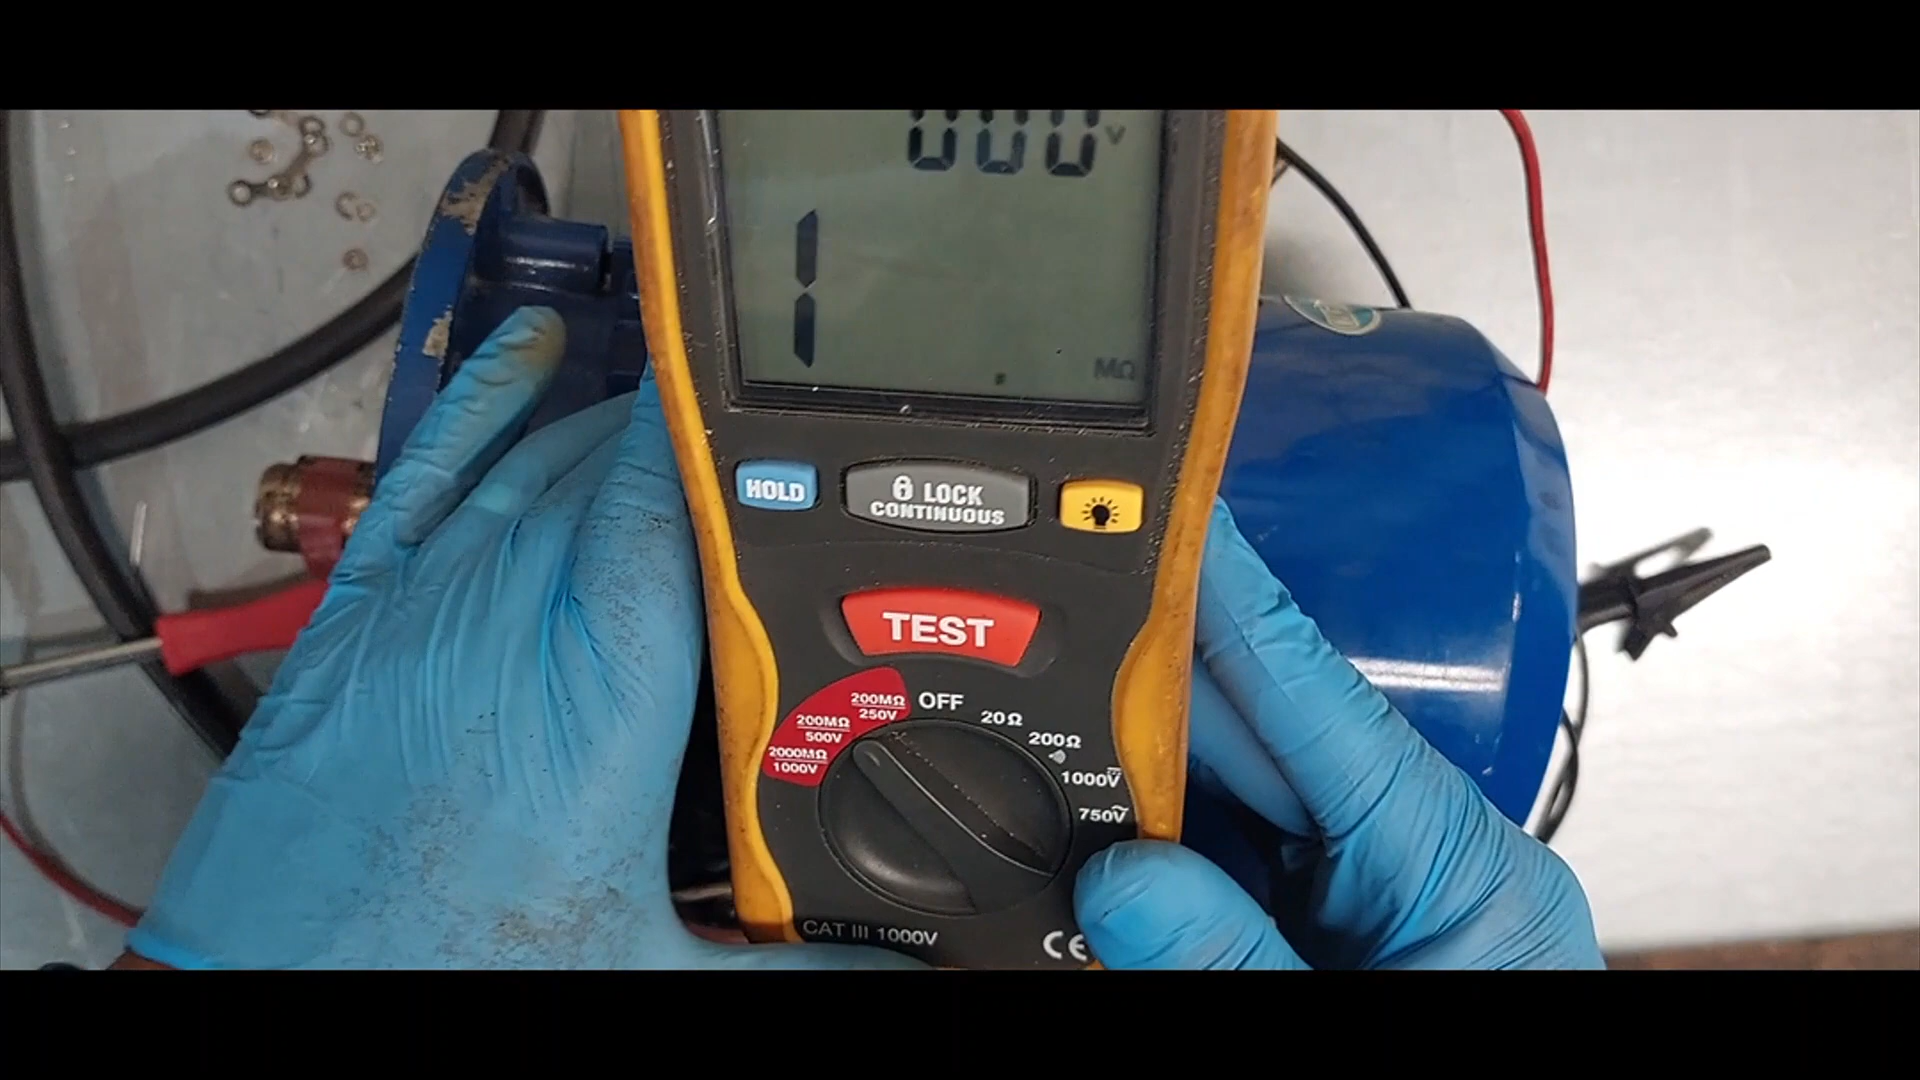 000 V
1
MΩ
HOLD
LOCK
CONTINUOUS
TEST
OFF
200MΩ
250V
200MΩ
500V
2000MΩ
1000V
20Ω
200Ω
1000V
750V
CAT III 1000V
CE